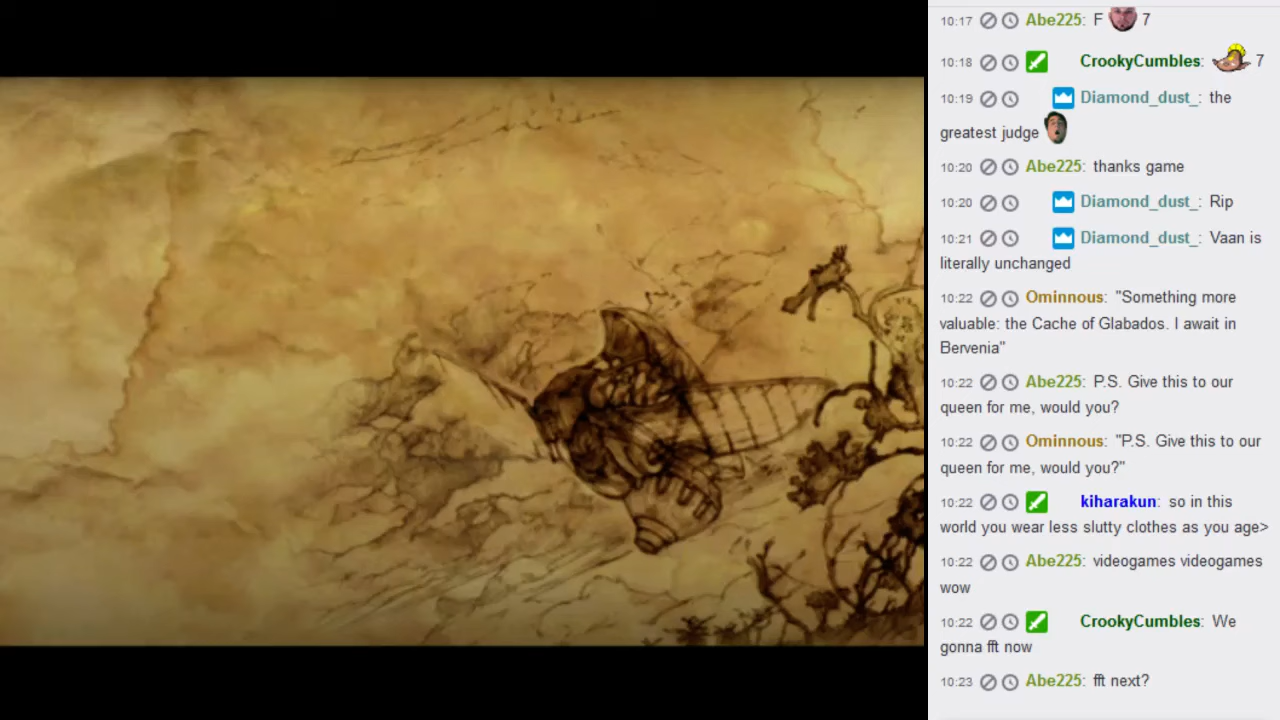 10:17 Abe225: F 7
10:18 CrookyCumbles: 7
10:19 Diamond_dust_: the
greatest judge
10:20 Abe225: thanks game
10:20 Diamond_dust_: Rip
10:21 Diamond_dust_: Vaan is
literally unchanged
10:22 Ominnous: "Something more
valuable: the Cache of Glabados. I await in
Bervenia"
10:22 Abe225: P.S. Give this to our
queen for me, would you?
10:22 Ominnous: "P.S. Give this to our
queen for me, would you?"
10:22 kiharakun: so in this
world you wear less slutty clothes as you age>
10:22 Abe225: videogames videogames
wow
10:22 CrookyCumbles: We
gonna fft now
10:23 Abe225: fft next?